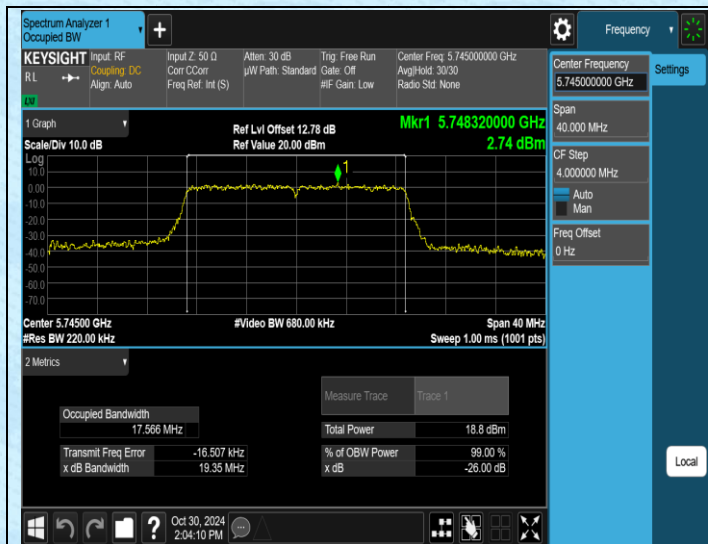 Spectrum Analyzer 1
Occupied BW
Frequency
KEYSIGHT
R L
LXI
Input: RF
Coupling: DC
Align: Auto
Input Z: 50 Ω
Corr CCorr
Freq Ref: Int (S)
Atten: 30 dB
µW Path: Standard
Trig: Free Run
Gate: Off
#IF Gain: Low
Center Freq: 5.745000000 GHz
Avg|Hold: 30/30
Radio Std: None
Center Frequency
5.745000000 GHz
Settings
Span
40.000 MHz
CF Step
4.000000 MHz
Auto
Man
Freq Offset
0 Hz
1 Graph
Scale/Div 10.0 dB
Ref Lvl Offset 12.78 dB
Ref Value 20.00 dBm
Mkr1 5.748320000 GHz
2.74 dBm
Log
10.0
0.00
-10.0
-20.0
-30.0
-40.0
-50.0
-60.0
-70.0
1
Center 5.74500 GHz
#Res BW 220.00 kHz
#Video BW 680.00 kHz
Span 40 MHz
Sweep 1.00 ms (1001 pts)
2 Metrics
Measure Trace
Trace 1
Occupied Bandwidth
17.566 MHz
Total Power
18.8 dBm
Transmit Freq Error
-16.507 kHz
% of OBW Power
99.00 %
x dB Bandwidth
19.35 MHz
x dB
-26.00 dB
Local
Oct 30, 2024
2:04:10 PM